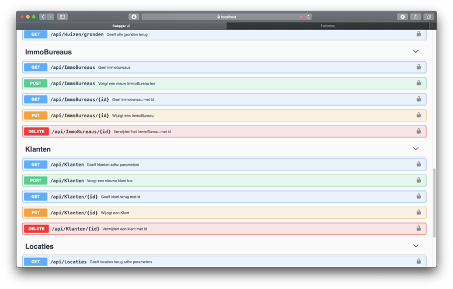 localhost
Swagger UI
GET /api/Huizen/gronden Geeft alle gronden terug
ImmoBureaus
GET /api/ImmoBureaus Geef immobureaus
POST /api/ImmoBureaus Voegt een nieuw ImmoBureau toe
GET /api/ImmoBureaus/{id} Geef immobureau met id
PUT /api/ImmoBureaus/{id} Wijzigt een ImmoBureau
DELETE /api/ImmoBureaus/{id} Verwijdert het ImmoBureau met id
Klanten
GET /api/Klanten Geeft klanten adhv parameters
POST /api/Klanten Voegt een nieuwe klant toe
GET /api/Klanten/{id} Geeft klant terug met id
PUT /api/Klanten/{id} Wijzigt een Klant
DELETE /api/Klanten/{id} Verwijdert een klant met id
Locaties
GET /api/Locaties Geeft locaties terug adhv parameters